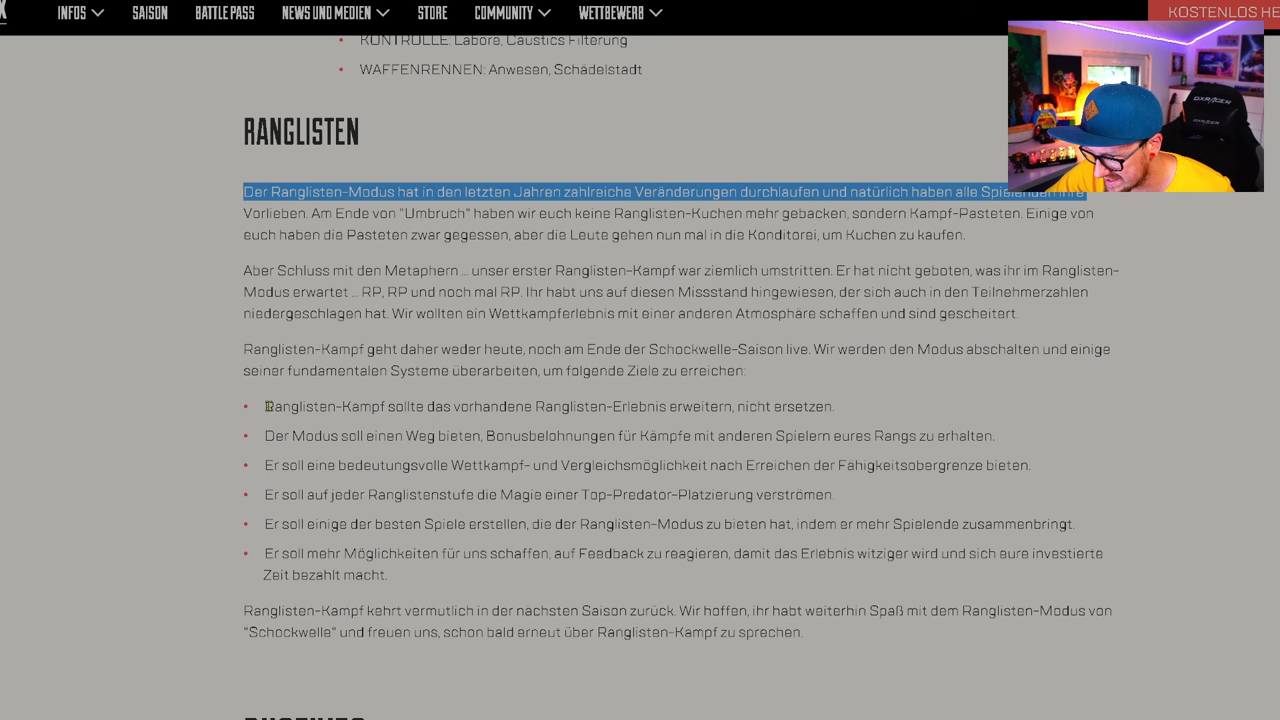 INFOS
SAISON
BATTLE PASS
NEWS UND MEDIEN
STORE
COMMUNITY
WETTBEWERB
KOSTENLOS HE
KONTROLLE: Labore, Caustics Filterung
WAFFENRENNEN: Anwesen, Schädelstadt
RANGLISTEN
Der Ranglisten-Modus hat in den letzten Jahren zahlreiche Veränderungen durchlaufen und natürlich haben alle Spielenden ihre
Vorlieben. Am Ende von "Umbruch" haben wir euch keine Ranglisten-Kuchen mehr gebacken, sondern Kampf-Pasteten. Einige von
euch haben die Pasteten zwar gegessen, aber die Leute gehen nun mal in die Konditorei, um Kuchen zu kaufen.
Aber Schluss mit den Metaphern ... unser erster Ranglisten-Kampf war ziemlich umstritten. Er hat nicht geboten, was ihr im Ranglisten-
Modus erwartet ... RP, RP und noch mal RP. Ihr habt uns auf diesen Missstand hingewiesen, der sich auch in den Teilnehmerzahlen
niedergeschlagen hat. Wir wollten ein Wettkampferlebnis mit einer anderen Atmosphäre schaffen und sind gescheitert.
Ranglisten-Kampf geht daher weder heute, noch am Ende der Schockwelle-Saison live. Wir werden den Modus abschalten und einige
seiner fundamentalen Systeme überarbeiten, um folgende Ziele zu erreichen:
Ranglisten-Kampf sollte das vorhandene Ranglisten-Erlebnis erweitern, nicht ersetzen.
Der Modus soll einen Weg bieten, Bonusbelohnungen für Kämpfe mit anderen Spielern eures Rangs zu erhalten.
Er soll eine bedeutungsvolle Wettkampf- und Vergleichsmöglichkeit nach Erreichen der Fähigkeitsobergrenze bieten.
Er soll auf jeder Ranglistenstufe die Magie einer Top-Predator-Platzierung verströmen.
Er soll einige der besten Spiele erstellen, die der Ranglisten-Modus zu bieten hat, indem er mehr Spielende zusammenbringt.
Er soll mehr Möglichkeiten für uns schaffen, auf Feedback zu reagieren, damit das Erlebnis witziger wird und sich eure investierte
Zeit bezahlt macht.
Ranglisten-Kampf kehrt vermutlich in der nächsten Saison zurück. Wir hoffen, ihr habt weiterhin Spaß mit dem Ranglisten-Modus von
"Schockwelle" und freuen uns, schon bald erneut über Ranglisten-Kampf zu sprechen.
DXRACER